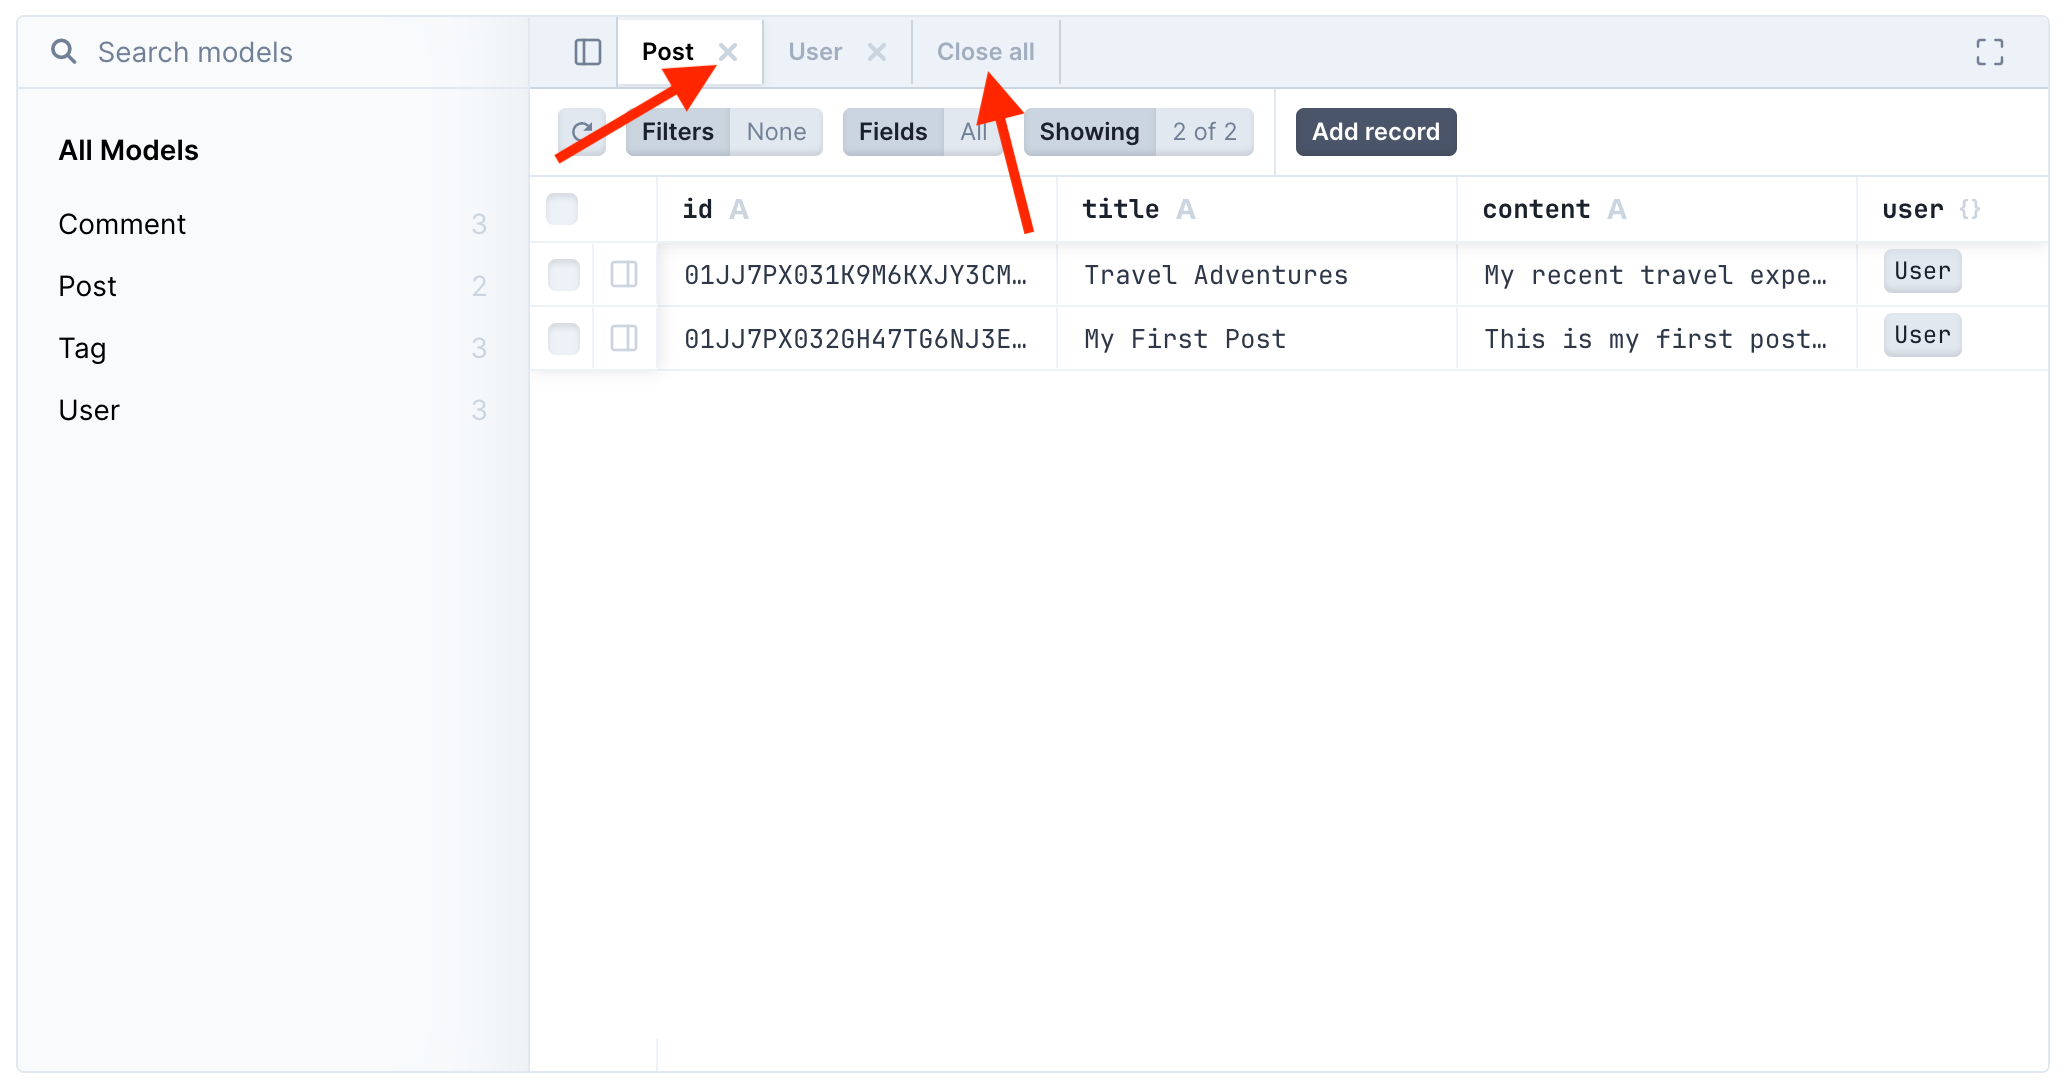 Search models
Post User Close all
Filters None Fields All Showing 2 of 2 Add record
All Models
Comment 3
Post 2
Tag 3
User 3
id A title A content A user {}
01JJ7PX031K9M6KXJY3CM… Travel Adventures My recent travel expe… User
01JJ7PX032GH47TG6NJ3E… My First Post This is my first post… User